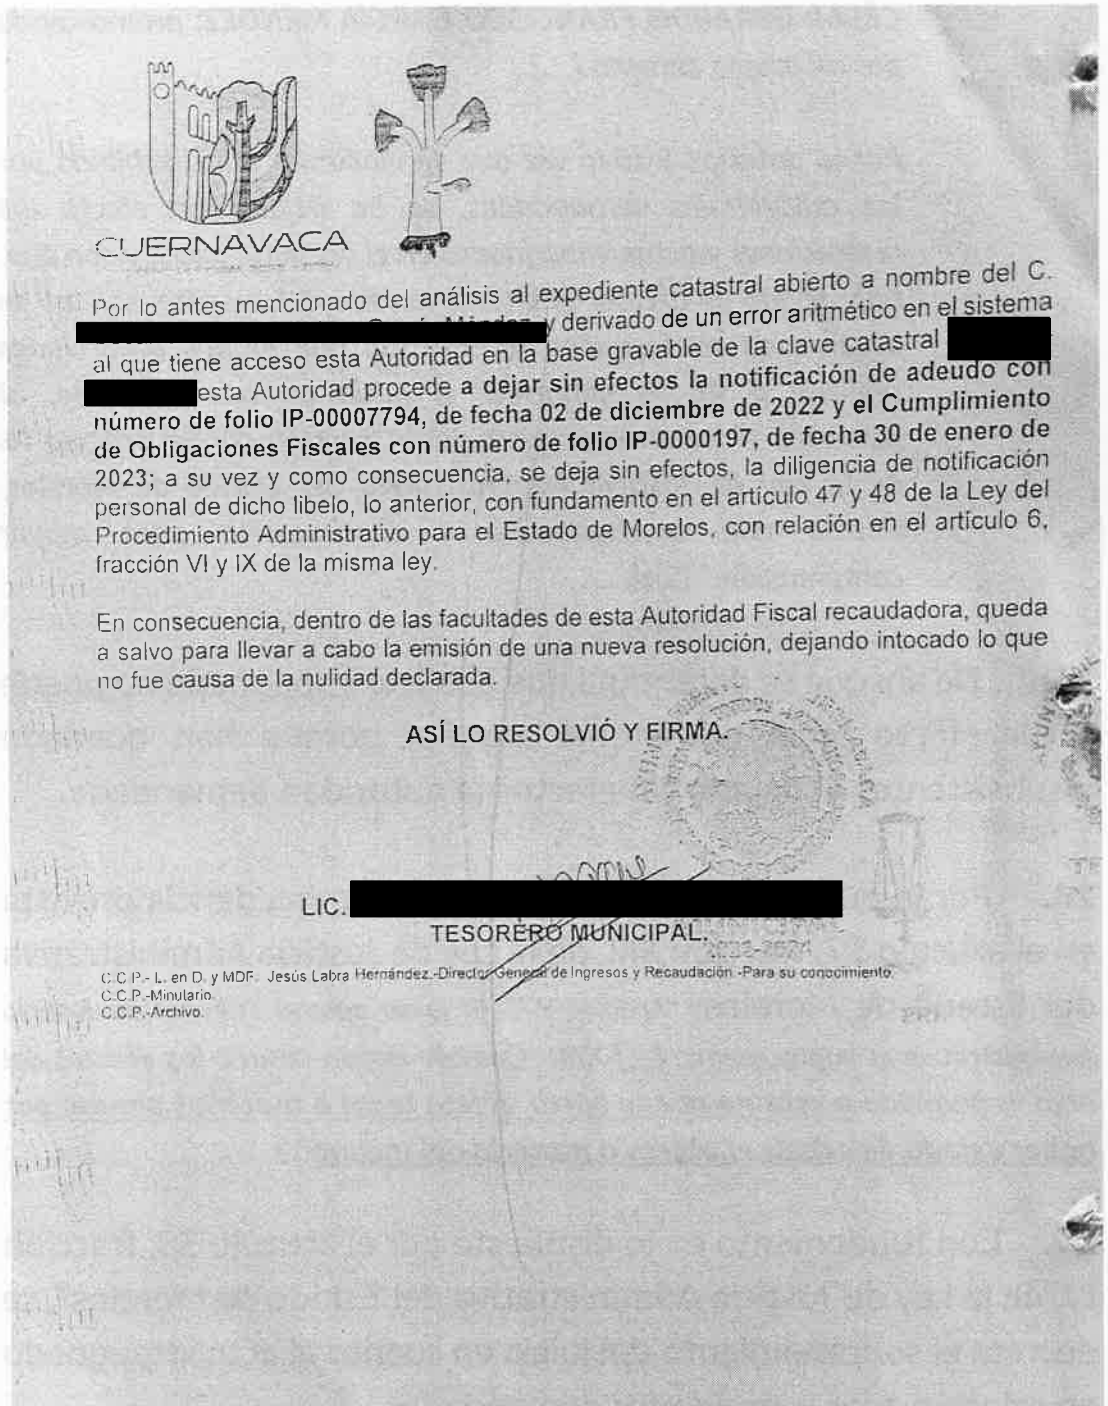 CUERNAVACA
Por lo antes mencionado del análisis al expediente catastral abierto a nombre del C.
y derivado de un error aritmético en el sistema
al que tiene acceso esta Autoridad en la base gravable de la clave catastral
esta Autoridad procede a dejar sin efectos la notificación de adeudo con
número de folio IP-00007794, de fecha 02 de diciembre de 2022 y el Cumplimiento
de Obligaciones Fiscales con número de folio IP-0000197, de fecha 30 de enero de
2023; a su vez y como consecuencia, se deja sin efectos, la diligencia de notificación
personal de dicho libelo, lo anterior, con fundamento en el artículo 47 y 48 de la Ley del
Procedimiento Administrativo para el Estado de Morelos, con relación en el artículo 6,
fracción VI y IX de la misma ley.
En consecuencia, dentro de las facultades de esta Autoridad Fiscal recaudadora, queda
a salvo para llevar a cabo la emisión de una nueva resolución, dejando intocado lo que
no fue causa de la nulidad declarada.
ASÍ LO RESOLVIÓ Y FIRMA.
LIC.
TESORERO MUNICIPAL.
C.C.P.- L. en D. y MDF. Jesús Labra Hernández.-Director General de Ingresos y Recaudación.-Para su conocimiento.
C.C.P.-Minutario.
C.C.P.-Archivo.